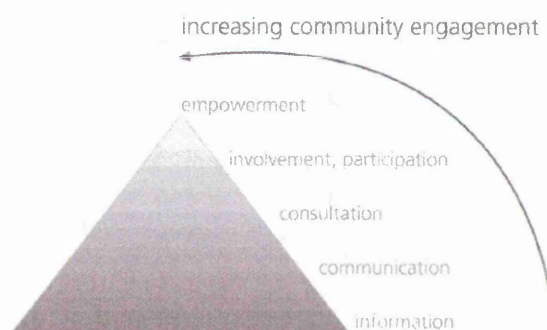 increasing community engagement
empowerment
involvement, participation
consultation
communication
information